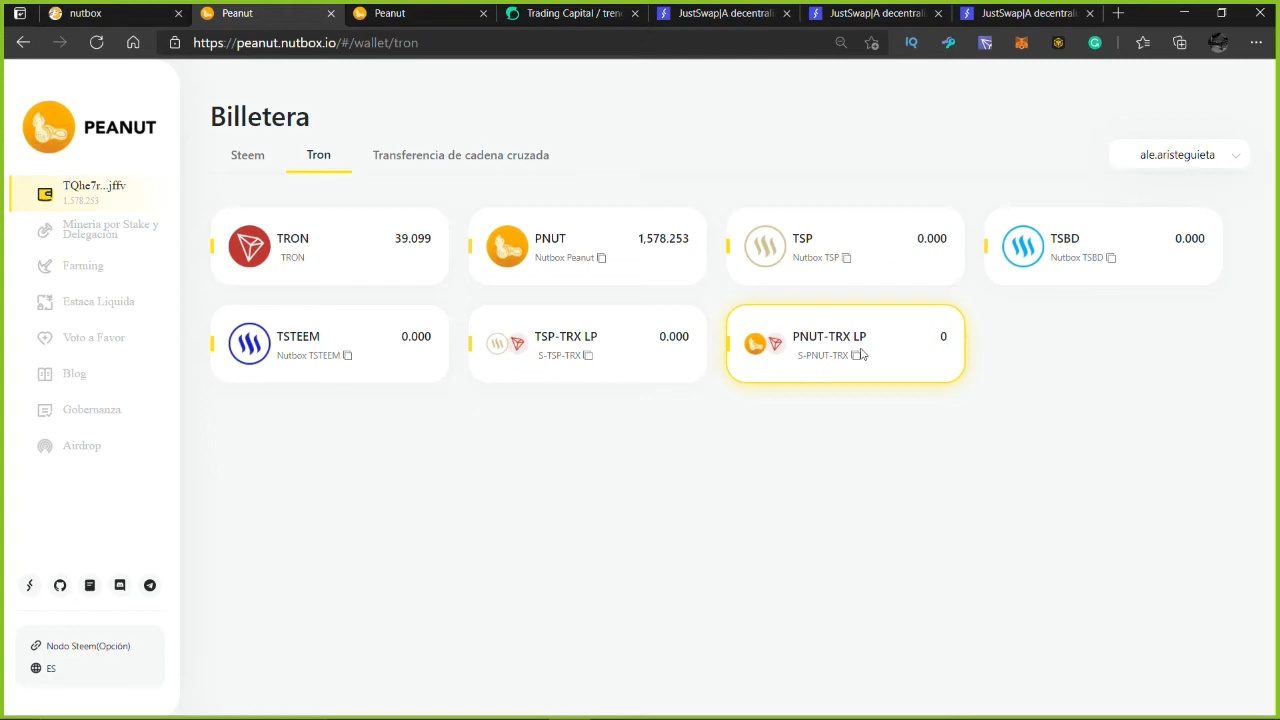 nutbox
Peanut
Peanut
Trading Capital / tren
JustSwap|A decentrali
JustSwap|A decentrali
JustSwap|A decentrali
https://peanut.nutbox.io/#/wallet/tron
PEANUT
TQhe7r...jffv
1,578.253
Mineria por Stake y
Delegación
Farming
Estaca Liquida
Voto a Favor
Blog
Gobernanza
Airdrop
Nodo Steem(Opción)
ES
Billetera
Steem
Tron
Transferencia de cadena cruzada
ale.aristeguieta
TRON
39.099
TRON
PNUT
1,578.253
Nutbox Peanut
TSP
0.000
Nutbox TSP
TSBD
0.000
Nutbox TSBD
TSTEEM
0.000
Nutbox TSTEEM
TSP-TRX LP
0.000
S-TSP-TRX
PNUT-TRX LP
0
S-PNUT-TRX